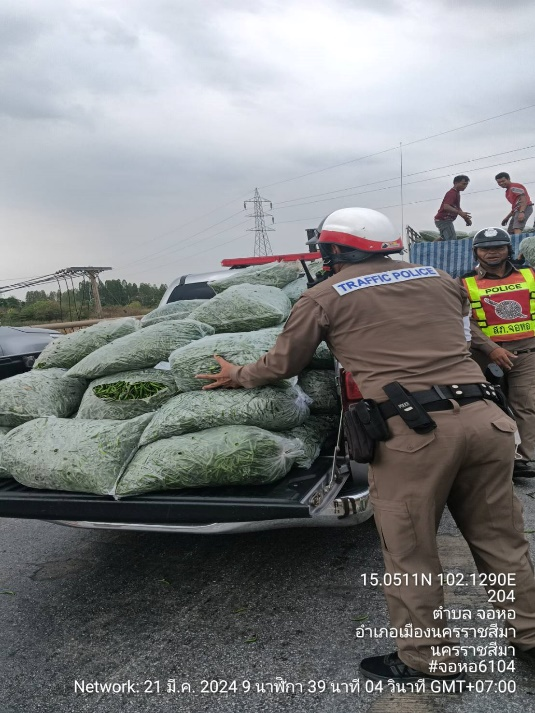 TRAFFIC POLICE
POLICE
สภ.จอหอ
15.0511N 102.1290E
204
ตำบล จอหอ
อำเภอเมืองนครราชสีมา
นครราชสีมา
#จอหอ6104
Network: 21 มี.ค. 2024 9 นาฬิกา 39 นาที 04 วินาที GMT+07:00